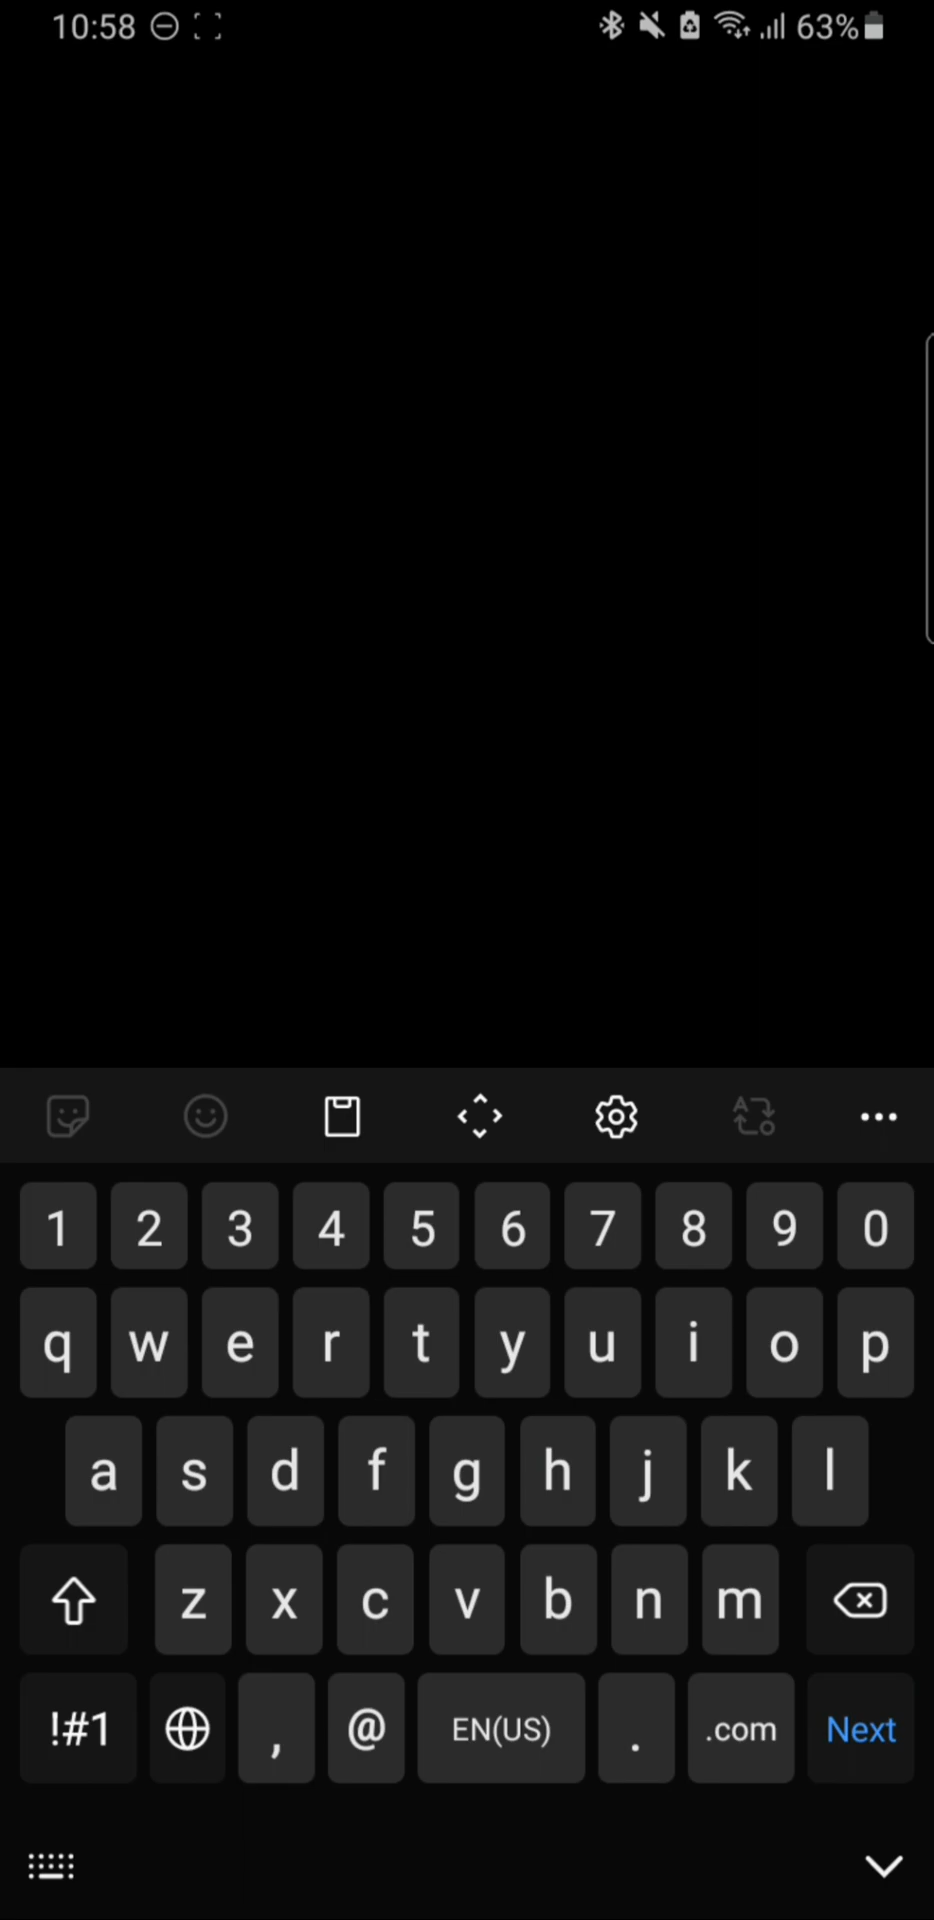 10:58 63%
1 2 3 4 5 6 7 8 9 0
q w e r t y u i o p
a s d f g h j k l
z x c v b n m
!#1 , @ EN(US) . .com Next